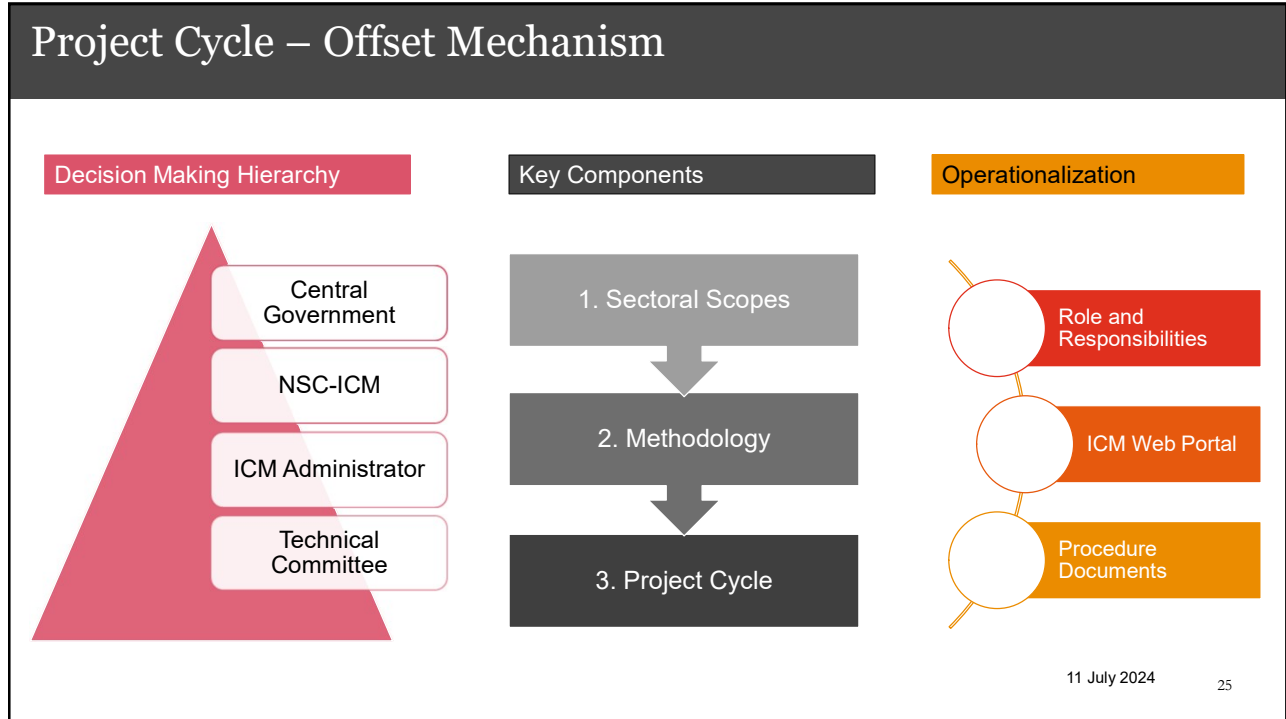 Project Cycle – Offset Mechanism
Decision Making Hierarchy
Central
Government
NSC-ICM
ICM Administrator
Technical
Committee
Key Components
1. Sectoral Scopes
2. Methodology
3. Project Cycle
Operationalization
Role and
Responsibilities
ICM Web Portal
Procedure
Documents
11 July 2024
25